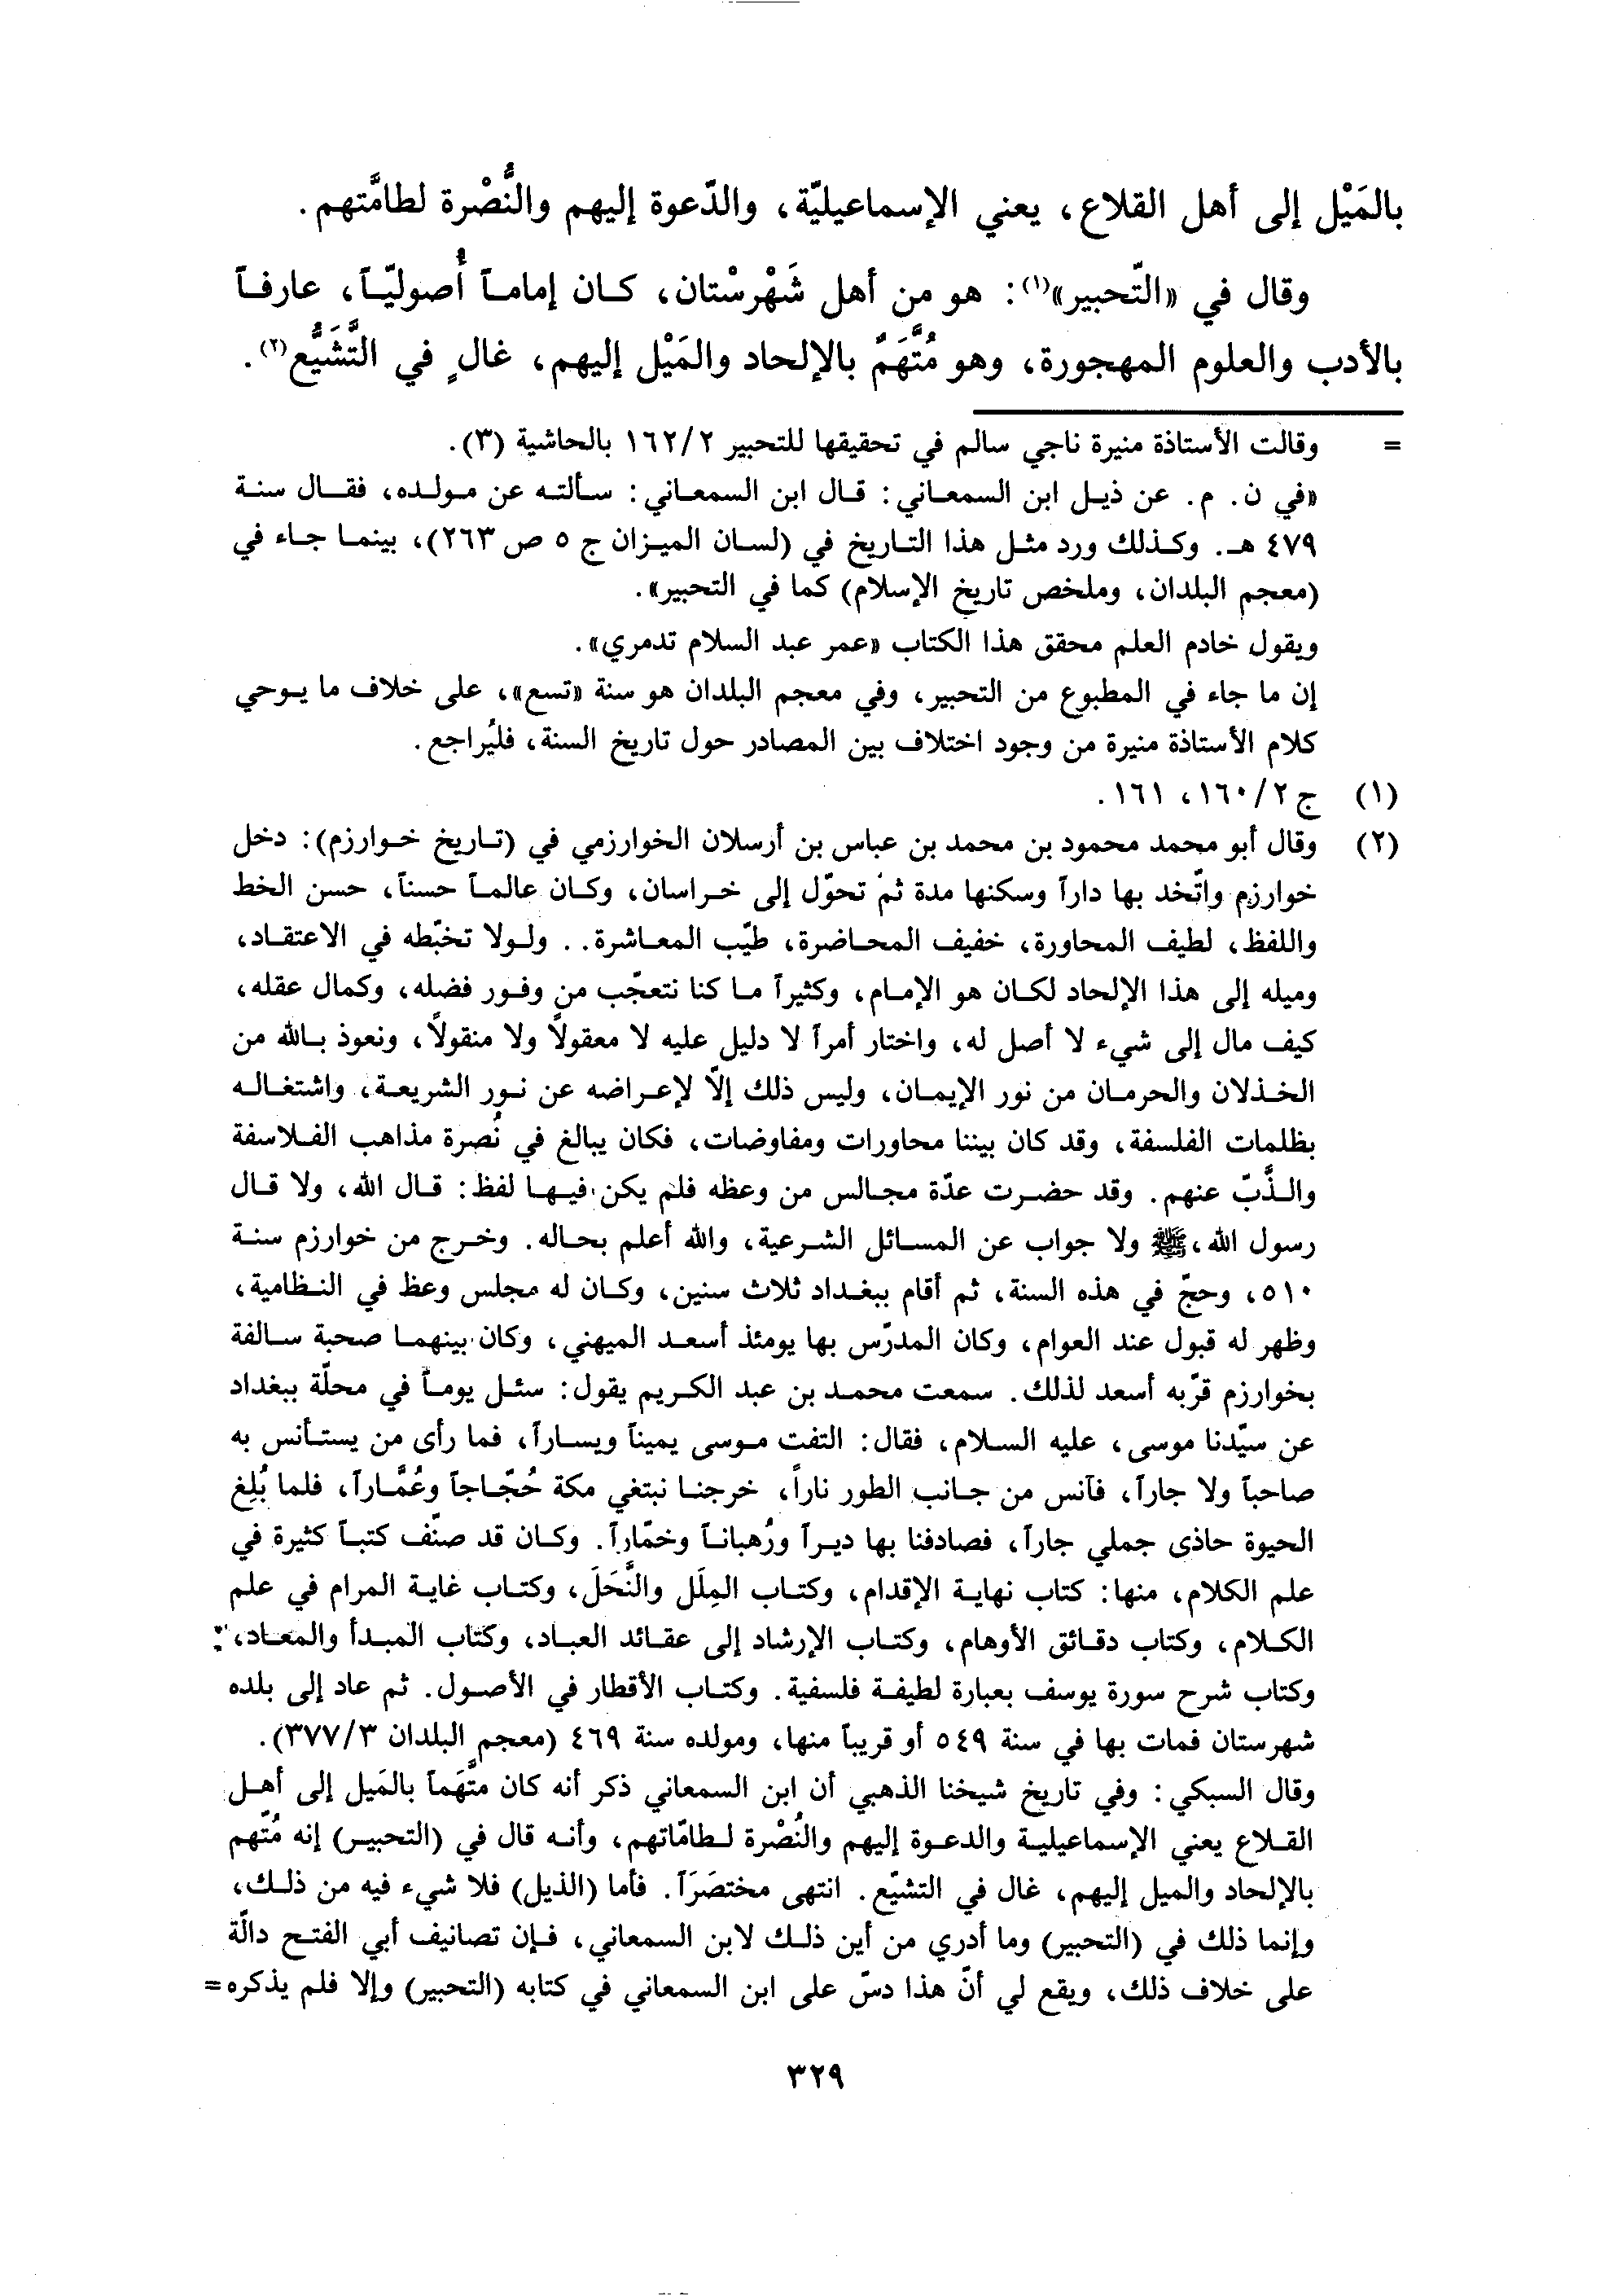 بالمَيْل إلى أهل القلاع، يعني الإسماعيليّة، والدّعوة إليهم والنُّصْرة لطامَّتهم.
وقال في «التّحبير»(١): هو من أهل شَهْرسْتان، كان إماماً أُصوليّاً، عارفاً
بالأدب والعلوم المهجورة، وهو مُتَّهَمٌ بالإلحاد والمَيْل إليهم، غالٍ في التَّشَيُّع(٢).
= وقالت الأستاذة منيرة ناجي سالم في تحقيقها للتحبير ١٦٢/٢ بالحاشية (٣).
«في ن. م. عن ذيل ابن السمعاني: قال ابن السمعاني: سألته عن مولده، فقال سنة
٤٧٩ هـ. وكذلك ورد مثل هذا التاريخ في (لسان الميزان ج ٥ ص ٢٦٣)، بينما جاء في
(معجم البلدان، وملخص تاريخ الإسلام) كما في التحبير».
ويقول خادم العلم محقق هذا الكتاب «عمر عبد السلام تدمري».
إن ما جاء في المطبوع من التحبير، وفي معجم البلدان هو سنة «تسع»، على خلاف ما يوحي
كلام الأستاذة منيرة من وجود اختلاف بين المصادر حول تاريخ السنة، فليُراجع.
(١) ج ١٦٠/٢، ١٦١.
(٢) وقال أبو محمد محمود بن محمد بن عباس بن أرسلان الخوارزمي في (تاريخ خوارزم): دخل
خوارزم واتّخد بها داراً وسكنها مدة ثم تحوّل إلى خراسان، وكان عالماً حسناً، حسن الخط
واللفظ، لطيف المحاورة، خفيف المحاضرة، طيّب المعاشرة.. ولولا تخبّطه في الاعتقاد،
وميله إلى هذا الإلحاد لكان هو الإمام، وكثيراً ما كنا نتعجّب من وفور فضله، وكمال عقله،
كيف مال إلى شيء لا أصل له، واختار أمراً لا دليل عليه لا معقولاً ولا منقولاً، ونعوذ بالله من
الخذلان والحرمان من نور الإيمان، وليس ذلك إلّا لإعراضه عن نور الشريعة، واشتغاله
بظلمات الفلسفة، وقد كان بيننا محاورات ومفاوضات، فكان يبالغ في نُصرة مذاهب الفلاسفة
والذّبّ عنهم. وقد حضرت عدّة مجالس من وعظه فلم يكن فيها لفظ: قال الله، ولا قال
رسول الله، ﷺ ولا جواب عن المسائل الشرعية، والله أعلم بحاله. وخرج من خوارزم سنة
٥١٠، وحجّ في هذه السنة، ثم أقام ببغداد ثلاث سنين، وكان له مجلس وعظ في النظامية،
وظهر له قبول عند العوام، وكان المدرّس بها يومئذ أسعد الميهني، وكان بينهما صحبة سالفة
بخوارزم قرّبه أسعد لذلك. سمعت محمد بن عبد الكريم يقول: سئل يوماً في محلّة ببغداد
عن سيّدنا موسى، عليه السلام، فقال: التفت موسى يميناً ويساراً، فما رأى من يستأنس به
صاحباً ولا جاراً، فآنس من جانب الطور ناراً، خرجنا نبتغي مكة حُجّاجاً وعُمَّاراً، فلما بُلِغ
الحيوة حاذى جملي جاراً، فصادفنا بها ديراً ورُهباناً وخمّاراً. وكان قد صنّف كتباً كثيرة في
علم الكلام، منها: كتاب نهاية الإقدام، وكتاب المِلَل والنَّحَلَ، وكتاب غاية المرام في علم
الكلام، وكتاب دقائق الأوهام، وكتاب الإرشاد إلى عقائد العباد، وكتاب المبدأ والمعاد،
وكتاب شرح سورة يوسف بعبارة لطيفة فلسفية. وكتاب الأقطار في الأصول. ثم عاد إلى بلده
شهرستان فمات بها في سنة ٥٤٩ أو قريباً منها، ومولده سنة ٤٦٩ (معجم البلدان ٣٧٧/٣).
وقال السبكي: وفي تاريخ شيخنا الذهبي أن ابن السمعاني ذكر أنه كان متَّهَماً بالمَيل إلى أهل
القلاع يعني الإسماعيلية والدعوة إليهم والنُصْرة لطامّاتهم، وأنه قال في (التحبير) إنه مُتّهم
بالإلحاد والميل إليهم، غال في التشيّع. انتهى مختصَرَاً. فأما (الذيل) فلا شيء فيه من ذلك،
وإنما ذلك في (التحبير) وما أدري من أين ذلك لابن السمعاني، فإن تصانيف أبي الفتح دالّة
على خلاف ذلك، ويقع لي أنّ هذا دسّ على ابن السمعاني في كتابه (التحبير) وإلا فلم يذكره=
٣٢٩